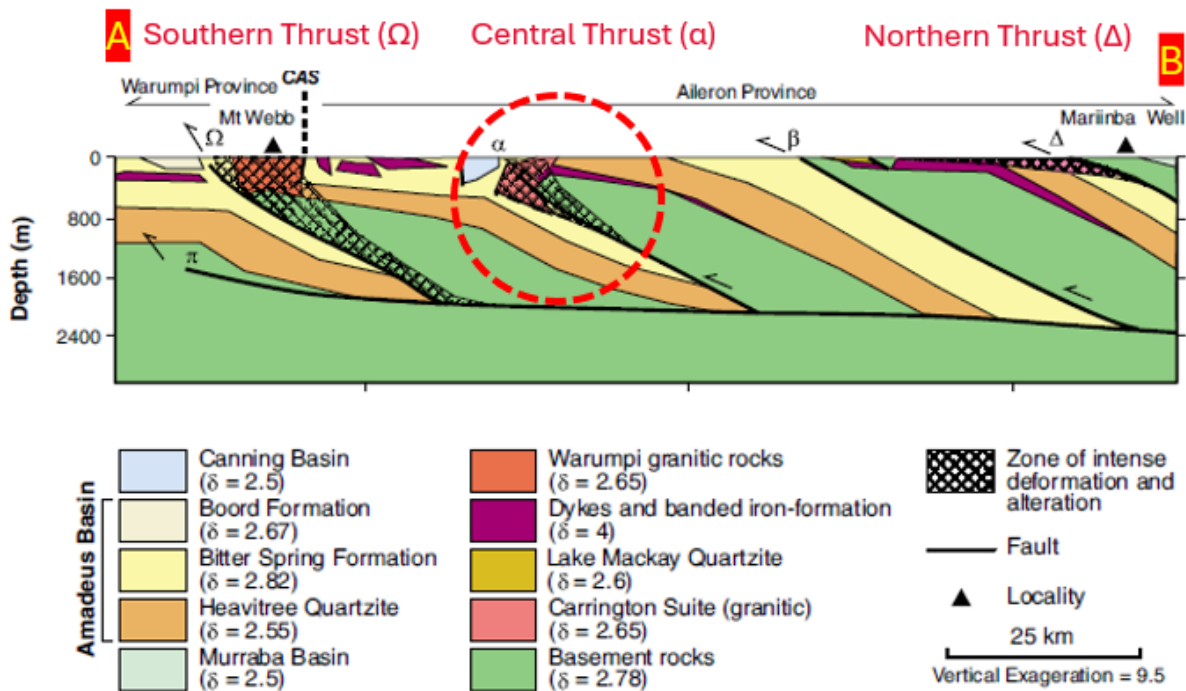 A Southern Thrust (Ω) Central Thrust (α) Northern Thrust (Δ) B
Warumpi Province CAS Aileron Province
Mt Webb Mariinba Well
Ω α β Δ
0
800
1600
2400
Depth (m)
π
Canning Basin
(δ = 2.5)
Amadeus Basin
Boord Formation
(δ = 2.67)
Bitter Spring Formation
(δ = 2.82)
Heavitree Quartzite
(δ = 2.55)
Murraba Basin
(δ = 2.5)
Warumpi granitic rocks
(δ = 2.65)
Dykes and banded iron-formation
(δ = 4)
Lake Mackay Quartzite
(δ = 2.6)
Carrington Suite (granitic)
(δ = 2.65)
Basement rocks
(δ = 2.78)
Zone of intense
deformation and
alteration
Fault
Locality
25 km
Vertical Exageration = 9.5